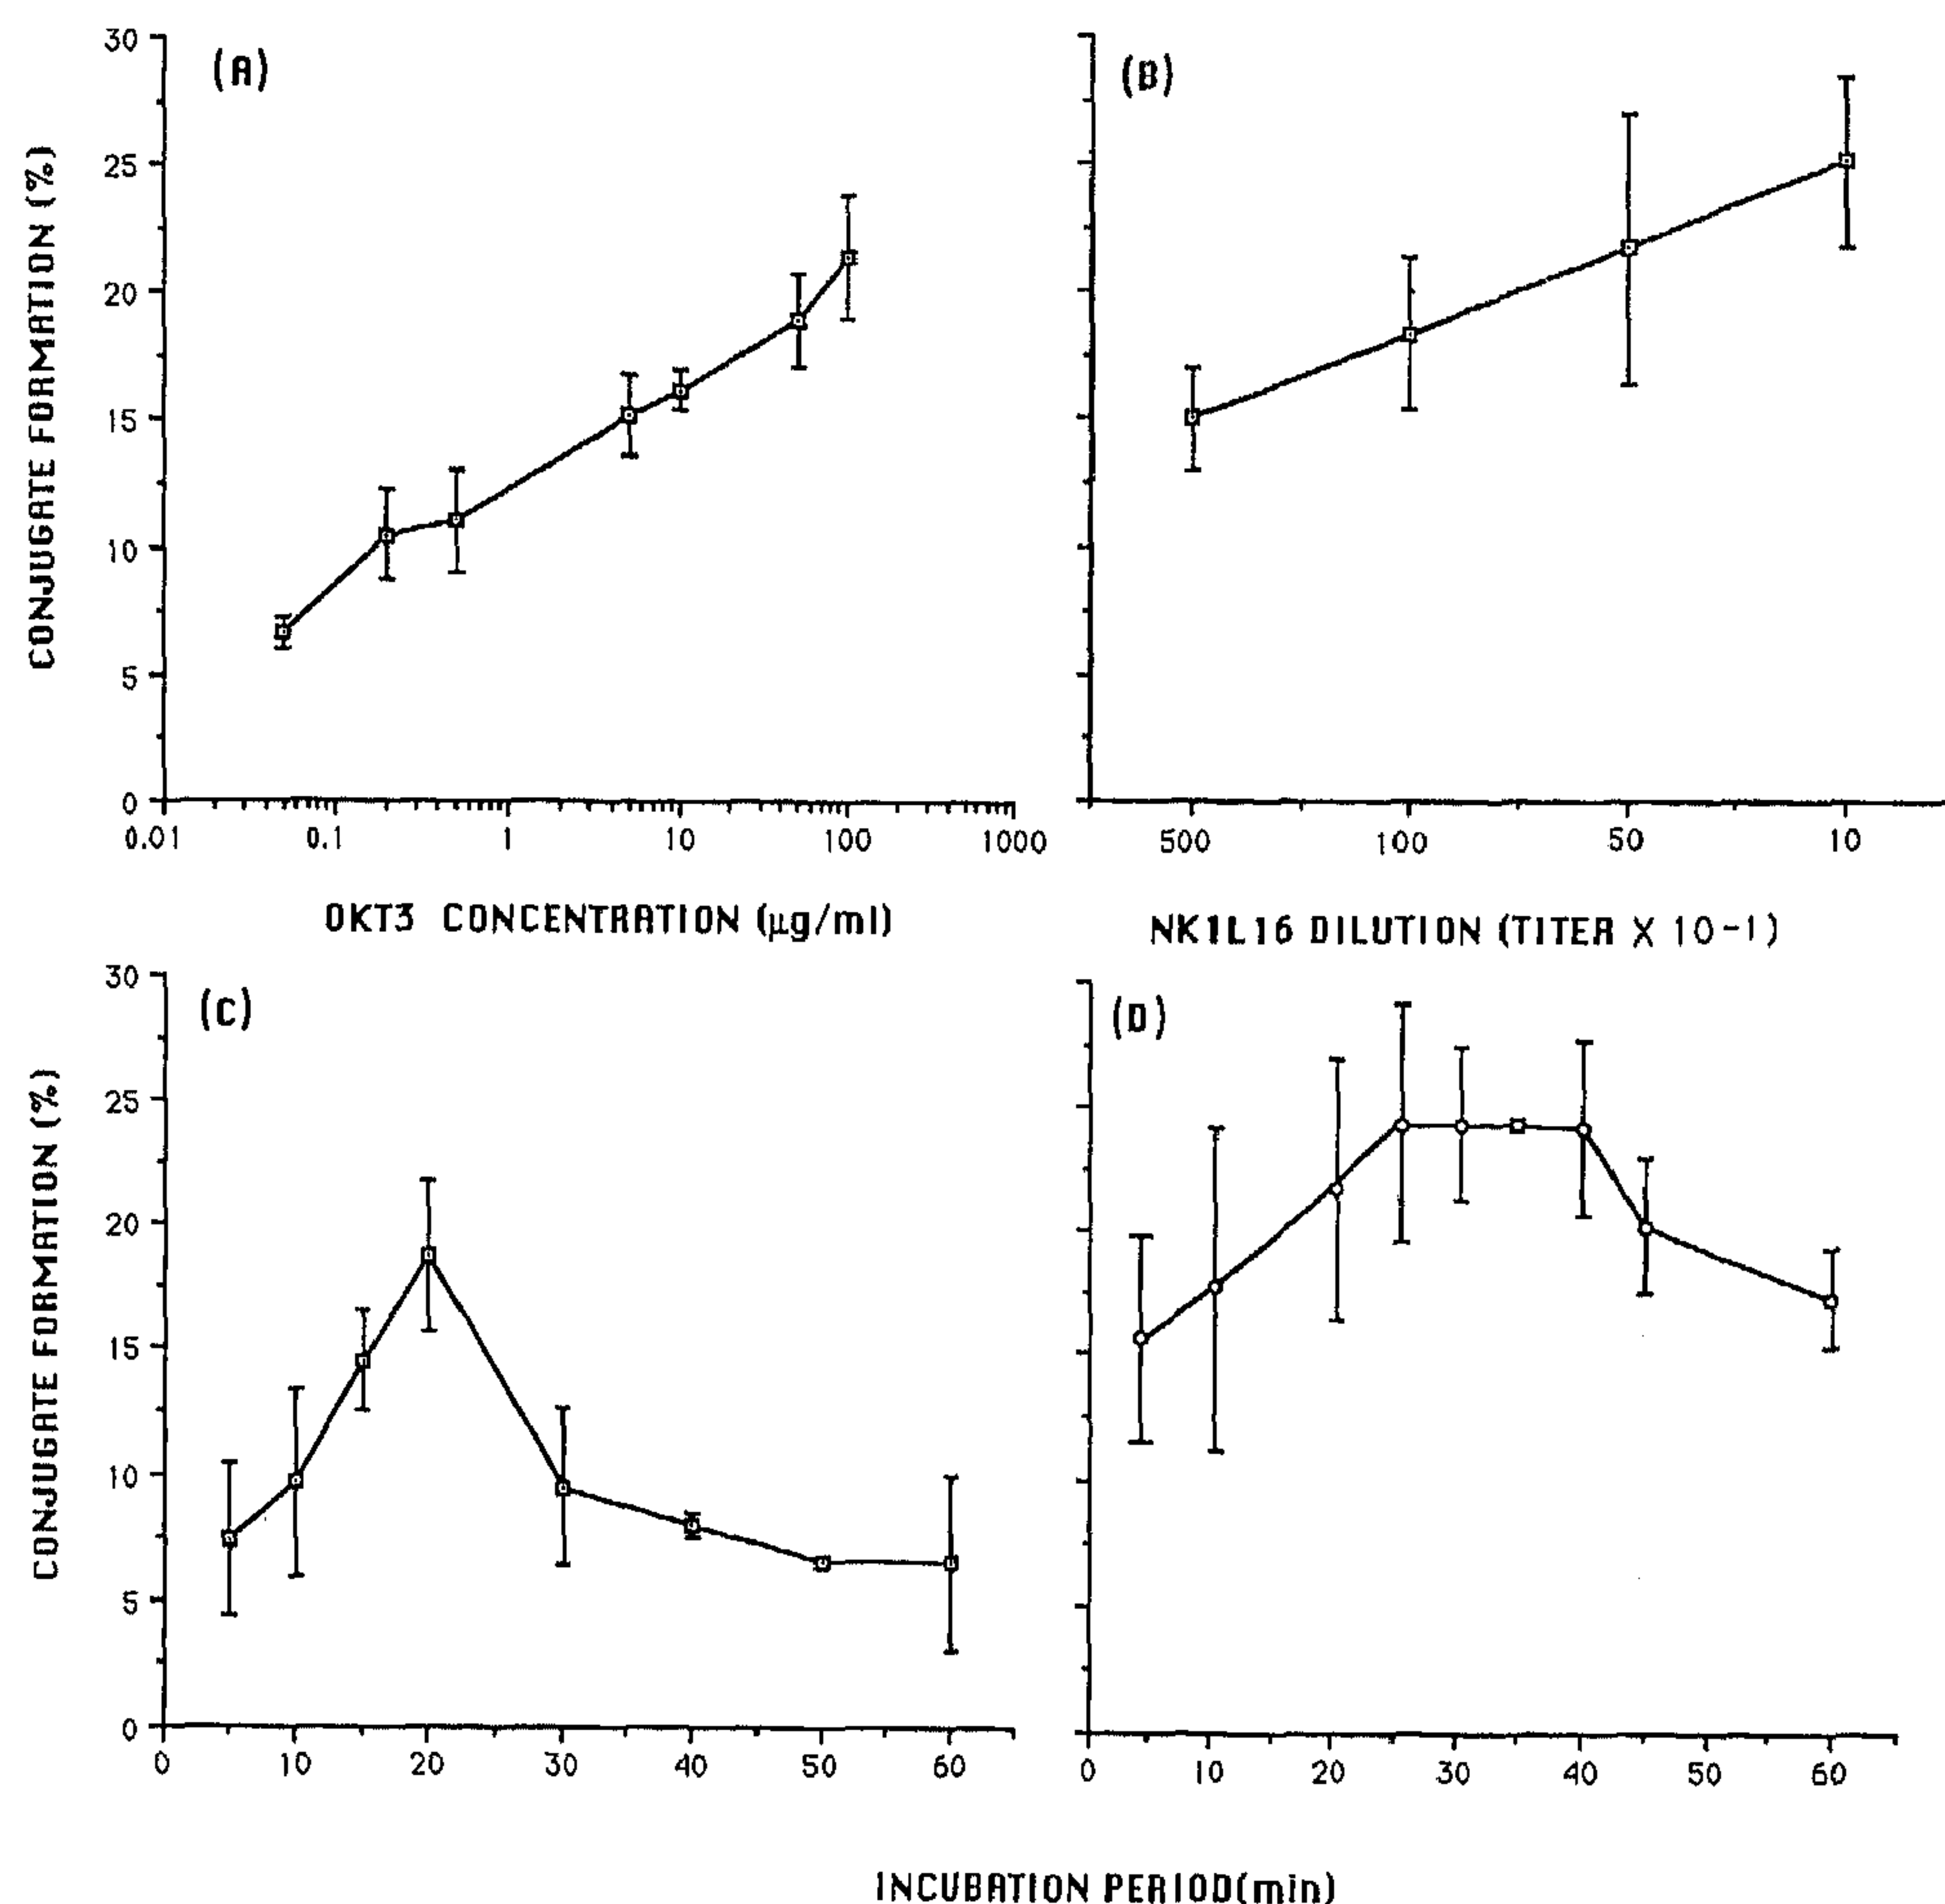 (A)
(B)
CONJUGATE FORMATION (%)
30
25
20
15
10
5
0
0.01 0.1 1 10 100 1000
500 100 50 10
OKT3 CONCENTRATION (µg/ml)
NK1L16 DILUTION (TITER X 10-1)
(C)
(D)
CONJUGATE FORMATION (%)
30
25
20
15
10
5
0
0 10 20 30 40 50 60
0 10 20 30 40 50 60
INCUBATION PERIOD(min)